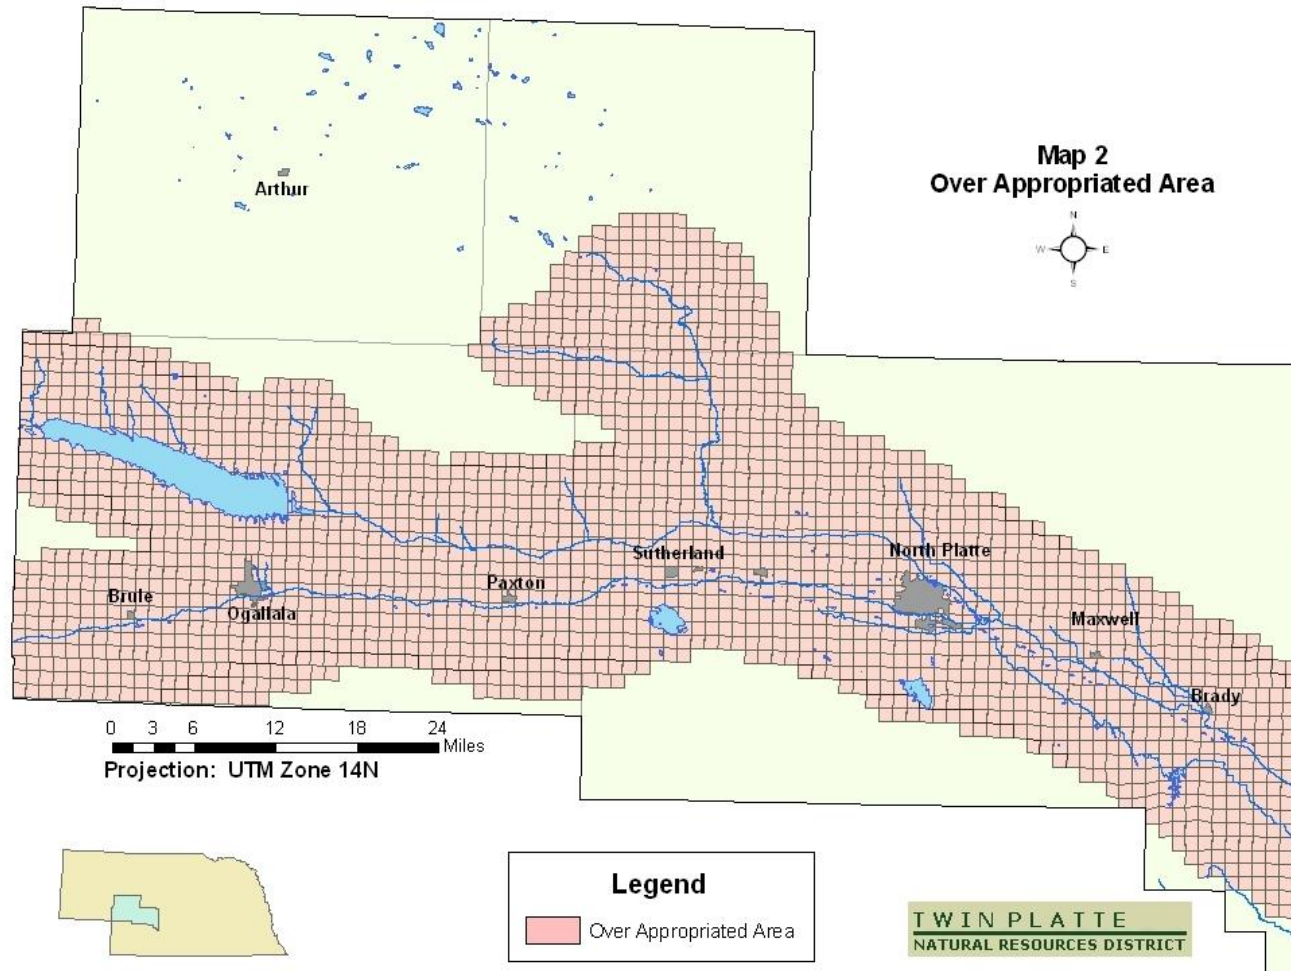 Map 2
Over Appropriated Area
N
W E
S
Arthur
Sutherland
North Platte
Paxton
Brule
Ogallala
Maxwell
Brady
0 3 6 12 18 24
Miles
Projection: UTM Zone 14N
Legend
Over Appropriated Area
TWIN PLATTE
NATURAL RESOURCES DISTRICT